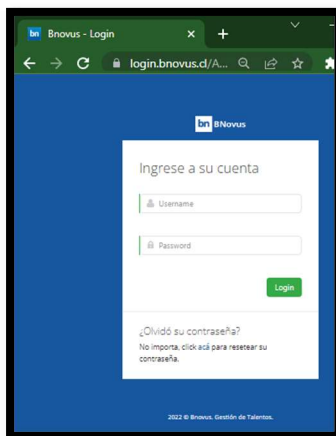 bn Bnovus - Login
login.bnovus.cl/A...
bn BNovus
Ingrese a su cuenta
Username
Password
Login
¿Olvidó su contraseña?
No importa, click acá para resetear su
contraseña.
2022 © Bnovus. Gestión de Talentos.